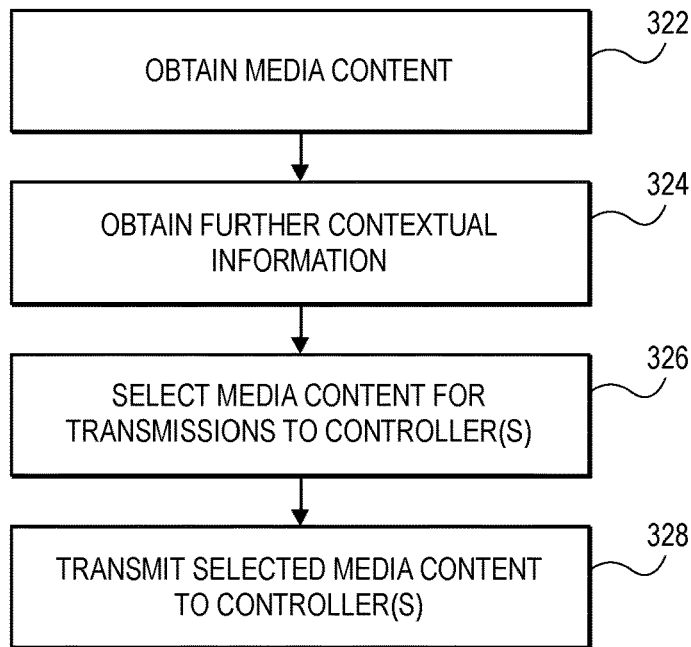 OBTAIN MEDIA CONTENT
322
OBTAIN FURTHER CONTEXTUAL
INFORMATION
324
SELECT MEDIA CONTENT FOR
TRANSMISSIONS TO CONTROLLER(S)
326
TRANSMIT SELECTED MEDIA CONTENT
TO CONTROLLER(S)
328